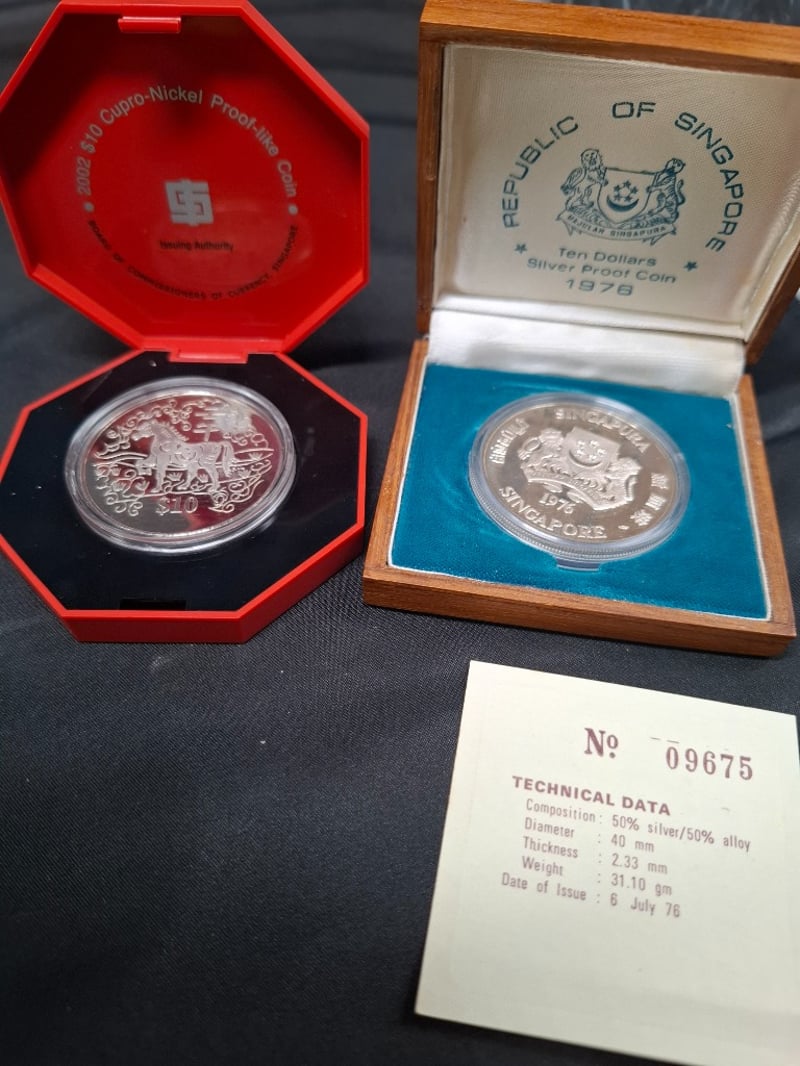 2002 $10 Cupro-Nickel Proof-like Coin
Issuing Authority
BOARD OF COMMISSIONERS OF CURRENCY, SINGAPORE
$10
REPUBLIC OF SINGAPORE
MAJULAH SINGAPURA
Ten Dollars
Silver Proof Coin
1976
SINGAPURA
1976
SINGAPORE
Nº 09675
TECHNICAL DATA
Composition : 50% silver/50% alloy
Diameter : 40 mm
Thickness : 2.33 mm
Weight : 31.10 gm
Date of Issue : 6 July 76